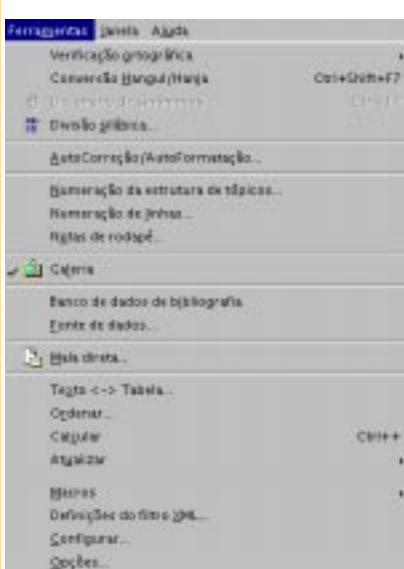 Ferramentas Janela Ajuda
Verificação ortográfica
Conversão Hangul/Hanja Ctrl+Shift+F7
Divisão silábica...
AutoCorreção/AutoFormatação...
Numeração da estrutura de tópicos...
Numeração de linhas...
Notas de rodapé...
Galeria
Banco de dados de bibliografia
Fonte de dados...
Mala direta...
Texto <-> Tabela...
Ordenar...
Calcular Ctrl++
Atualizar
Macros
Definições do filtro XML...
Configurar...
Opções...